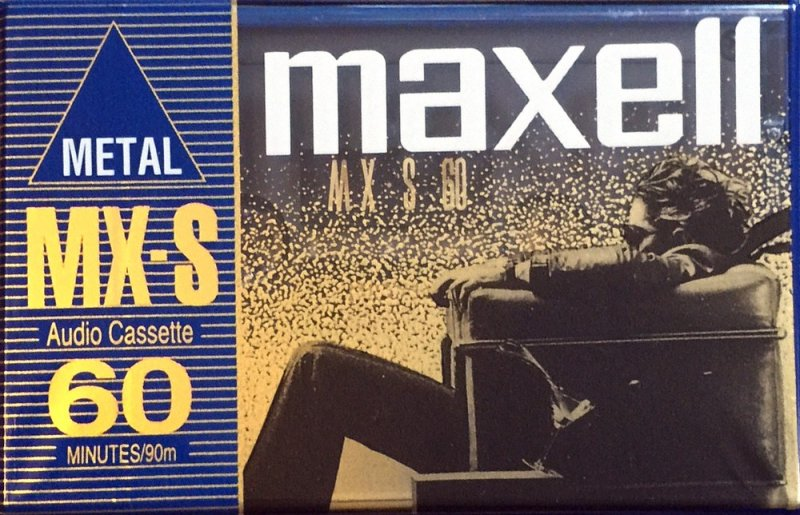 METAL
MX-S
Audio Cassette
60
MINUTES/90m
maxell
MX S 60